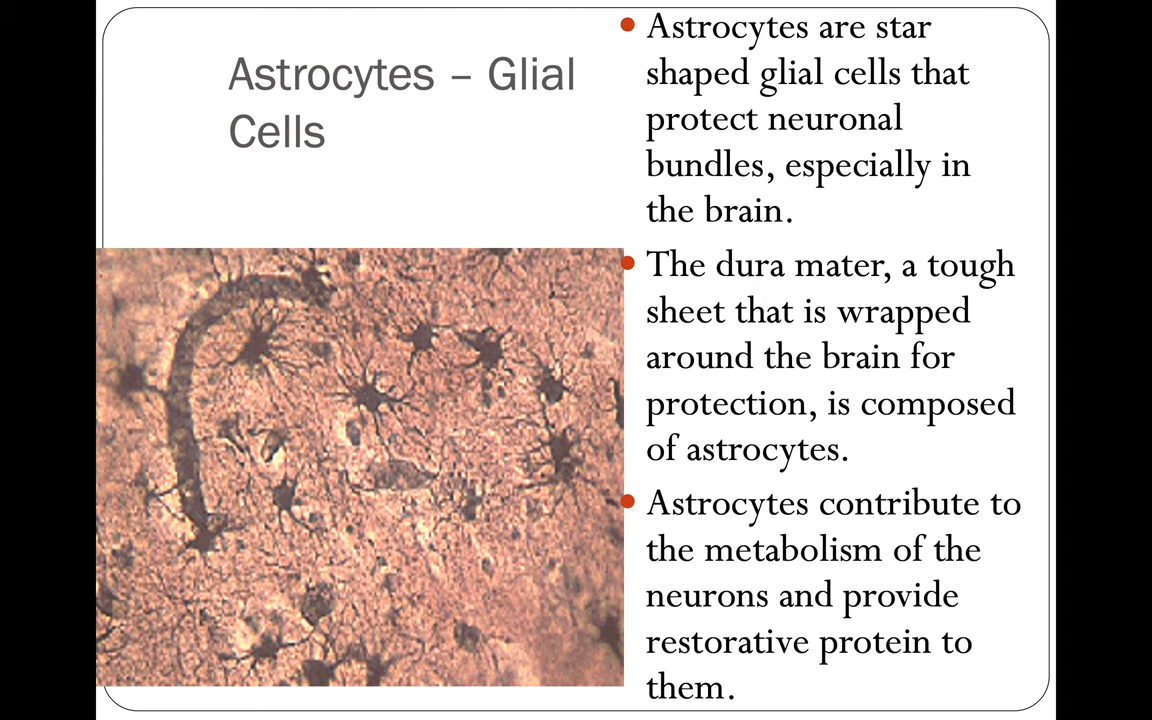 Astrocytes – Glial
Cells
• Astrocytes are star
shaped glial cells that
protect neuronal
bundles, especially in
the brain.
• The dura mater, a tough
sheet that is wrapped
around the brain for
protection, is composed
of astrocytes.
• Astrocytes contribute to
the metabolism of the
neurons and provide
restorative protein to
them.